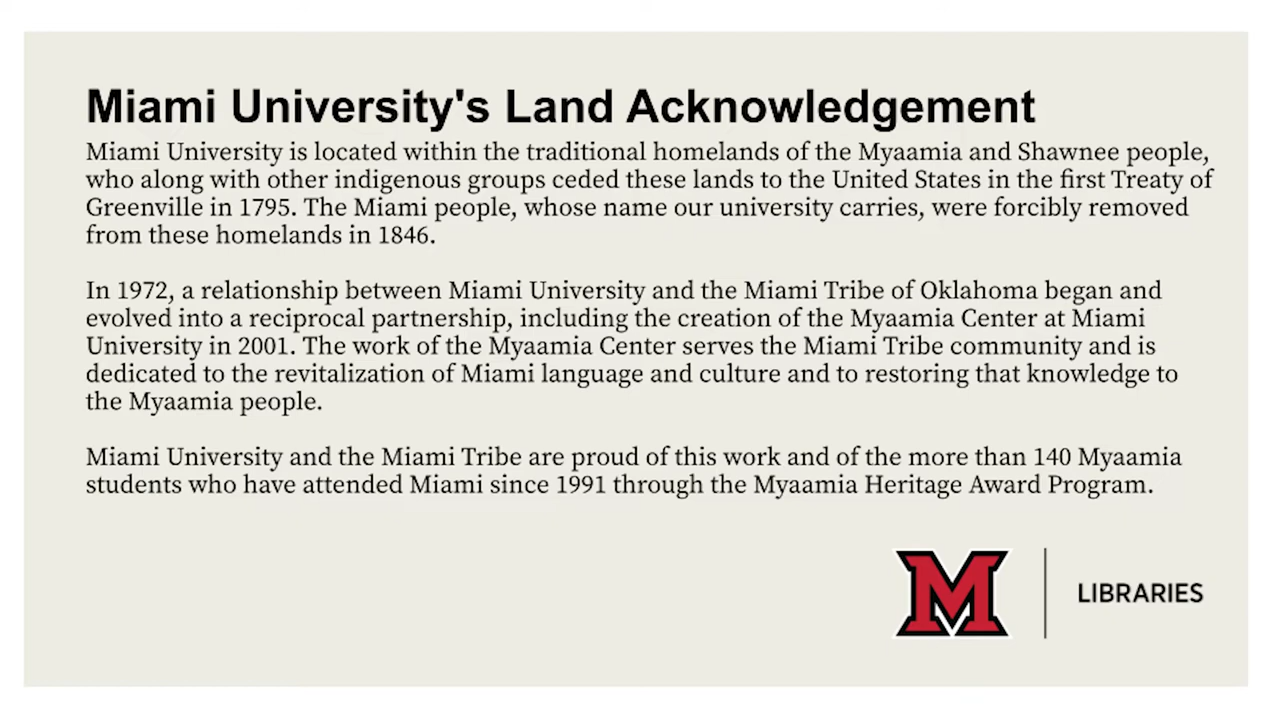 Miami University's Land Acknowledgement
Miami University is located within the traditional homelands of the Myaamia and Shawnee people,
who along with other indigenous groups ceded these lands to the United States in the first Treaty of
Greenville in 1795. The Miami people, whose name our university carries, were forcibly removed
from these homelands in 1846.
In 1972, a relationship between Miami University and the Miami Tribe of Oklahoma began and
evolved into a reciprocal partnership, including the creation of the Myaamia Center at Miami
University in 2001. The work of the Myaamia Center serves the Miami Tribe community and is
dedicated to the revitalization of Miami language and culture and to restoring that knowledge to
the Myaamia people.
Miami University and the Miami Tribe are proud of this work and of the more than 140 Myaamia
students who have attended Miami since 1991 through the Myaamia Heritage Award Program.
M LIBRARIES